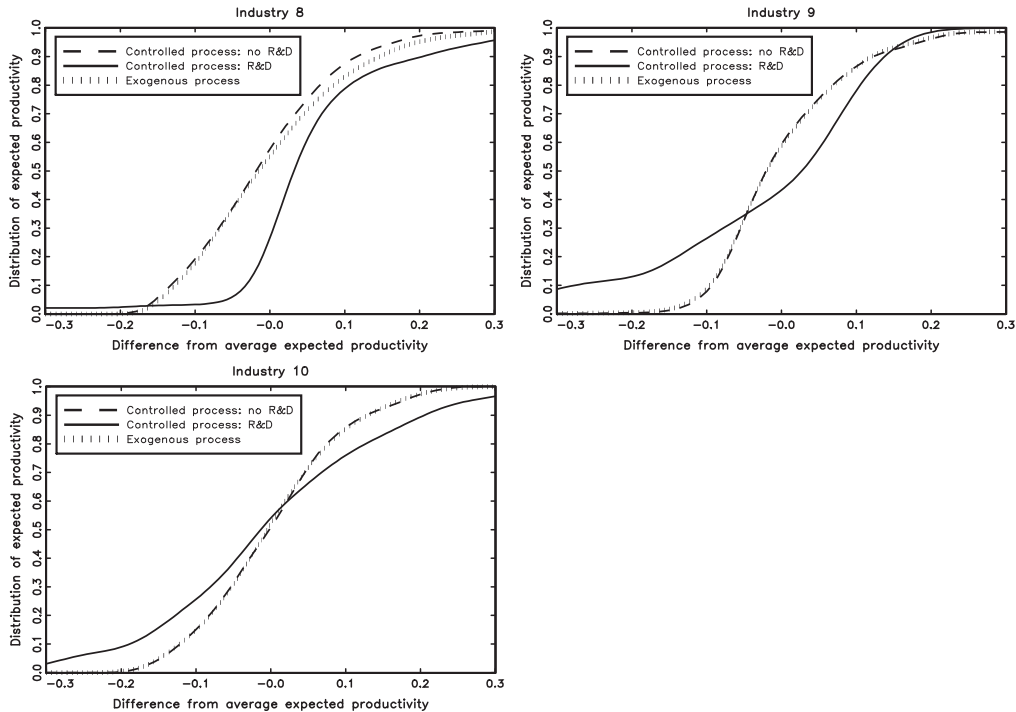 Industry 8
Controlled process: no R&D
Controlled process: R&D
Exogenous process
Distribution of expected productivity
0.0 0.1 0.2 0.3 0.4 0.5 0.6 0.7 0.8 0.9 1.0
−0.3 −0.2 −0.1 −0.0 0.1 0.2 0.3
Difference from average expected productivity
Industry 9
Controlled process: no R&D
Controlled process: R&D
Exogenous process
Distribution of expected productivity
0.0 0.1 0.2 0.3 0.4 0.5 0.6 0.7 0.8 0.9 1.0
−0.3 −0.2 −0.1 −0.0 0.1 0.2 0.3
Difference from average expected productivity
Industry 10
Controlled process: no R&D
Controlled process: R&D
Exogenous process
Distribution of expected productivity
0.0 0.1 0.2 0.3 0.4 0.5 0.6 0.7 0.8 0.9 1.0
−0.3 −0.2 −0.1 −0.0 0.1 0.2 0.3
Difference from average expected productivity